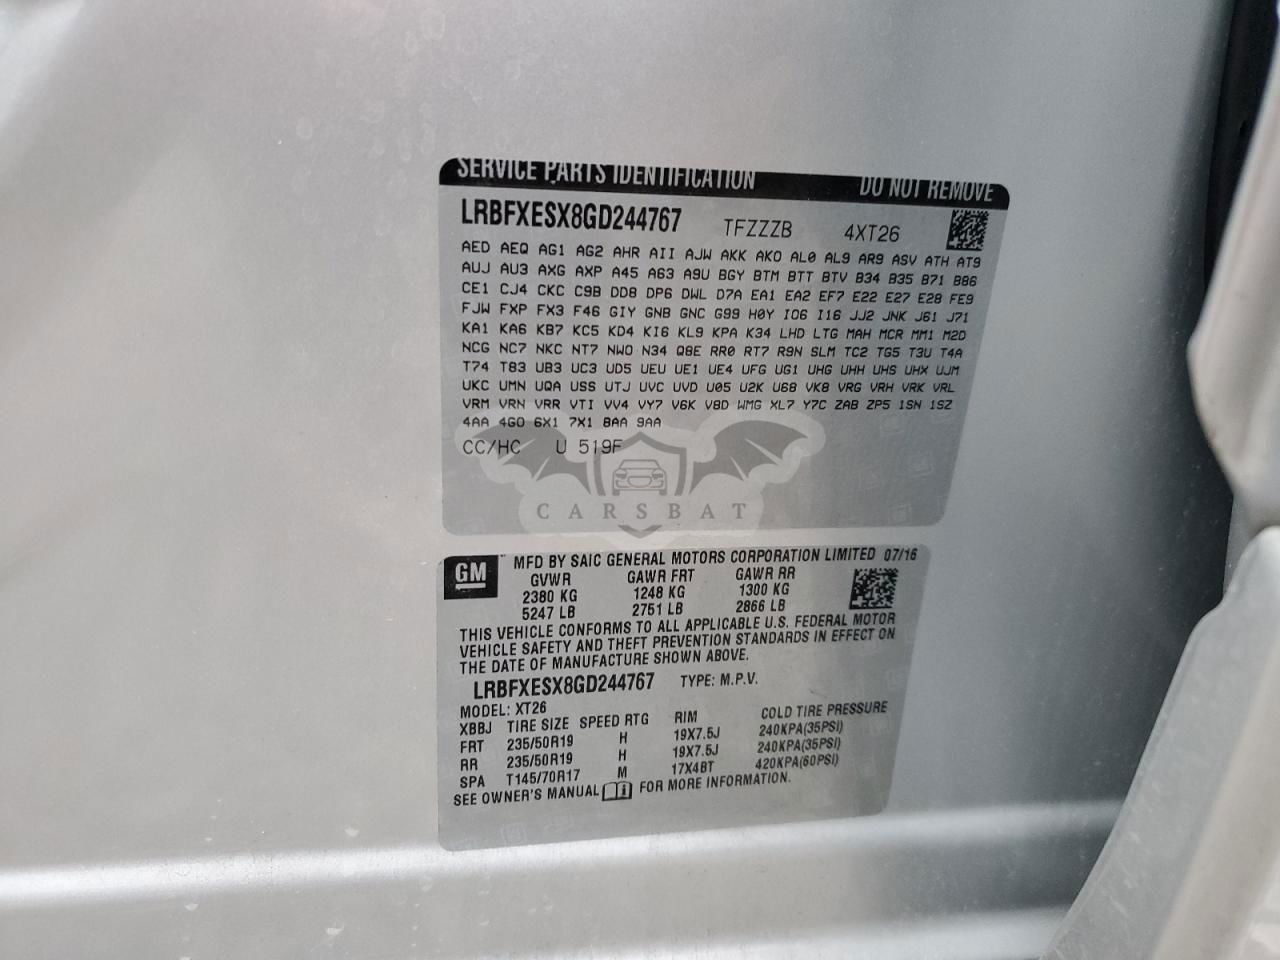 SERVICE PARTS IDENTIFICATION DO NOT REMOVE
LRBFXESX8GD244767 TFZZZB 4XT26
AED AEQ AG1 AG2 AHR AII AJW AKK AKO AL0 AL9 AR9 ASV ATH AT9
AUJ AU3 AXG AXP A45 A63 A9U BGY BTM BTT BTV B34 B35 B71 B86
CE1 CJ4 CKC C9B DD8 DP6 DWL D7A EA1 EA2 EF7 E22 E27 E28 FE9
FJW FXP FX3 F46 GIY GNB GNC G99 H0Y IO6 I16 JJ2 JNK J61 J71
KA1 KA6 KB7 KC5 KD4 KI6 KL9 KPA K34 LHD LTG MAH MCR MM1 M2D
NCG NC7 NKC NT7 NWO N34 Q8E RR0 RT7 R9N SLM TC2 TG5 T3U T4A
T74 T83 UB3 UC3 UD5 UEU UE1 UE4 UFG UG1 UHG UHH UHS UHX UJM
UKC UMN UQA USS UTJ UVC UVD U05 U2K U68 VK8 VRG VRH VRK VRL
VRM VRN VRR VTI VV4 VY7 V6K V8D WMG XL7 Y7C ZAB ZP5 1SN 1SZ
4AA 4GO 6X1 7X1 8AA 9AA
CC/HC U 519F
CARSBAT
GM MFD BY SAIC GENERAL MOTORS CORPORATION LIMITED 07/16
GVWR GAWR FRT GAWR RR
2380 KG 1248 KG 1300 KG
5247 LB 2751 LB 2866 LB
THIS VEHICLE CONFORMS TO ALL APPLICABLE U.S. FEDERAL MOTOR
VEHICLE SAFETY AND THEFT PREVENTION STANDARDS IN EFFECT ON
THE DATE OF MANUFACTURE SHOWN ABOVE.
LRBFXESX8GD244767 TYPE: M.P.V.
MODEL: XT26
XBBJ TIRE SIZE SPEED RTG RIM COLD TIRE PRESSURE
FRT 235/50R19 H 19X7.5J 240KPA(35PSI)
RR 235/50R19 H 19X7.5J 240KPA(35PSI)
SPA T145/70R17 M 17X4BT 420KPA(60PSI)
SEE OWNER'S MANUAL FOR MORE INFORMATION.